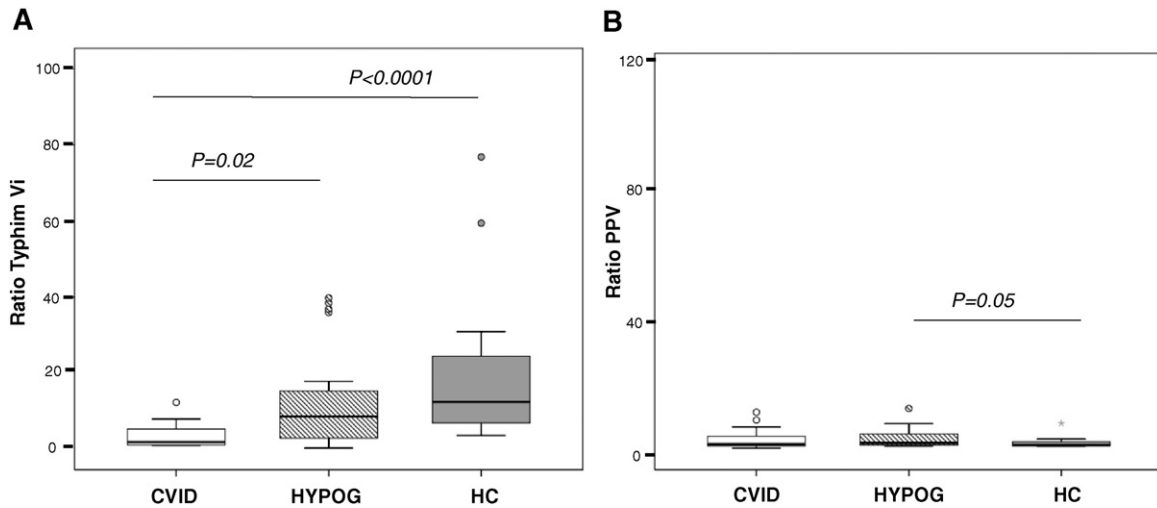 A
Ratio Typhim Vi
100
80
60
40
20
0
P<0.0001
P=0.02
CVID HYPOG HC
B
Ratio PPV
120
80
40
0
P=0.05
CVID HYPOG HC